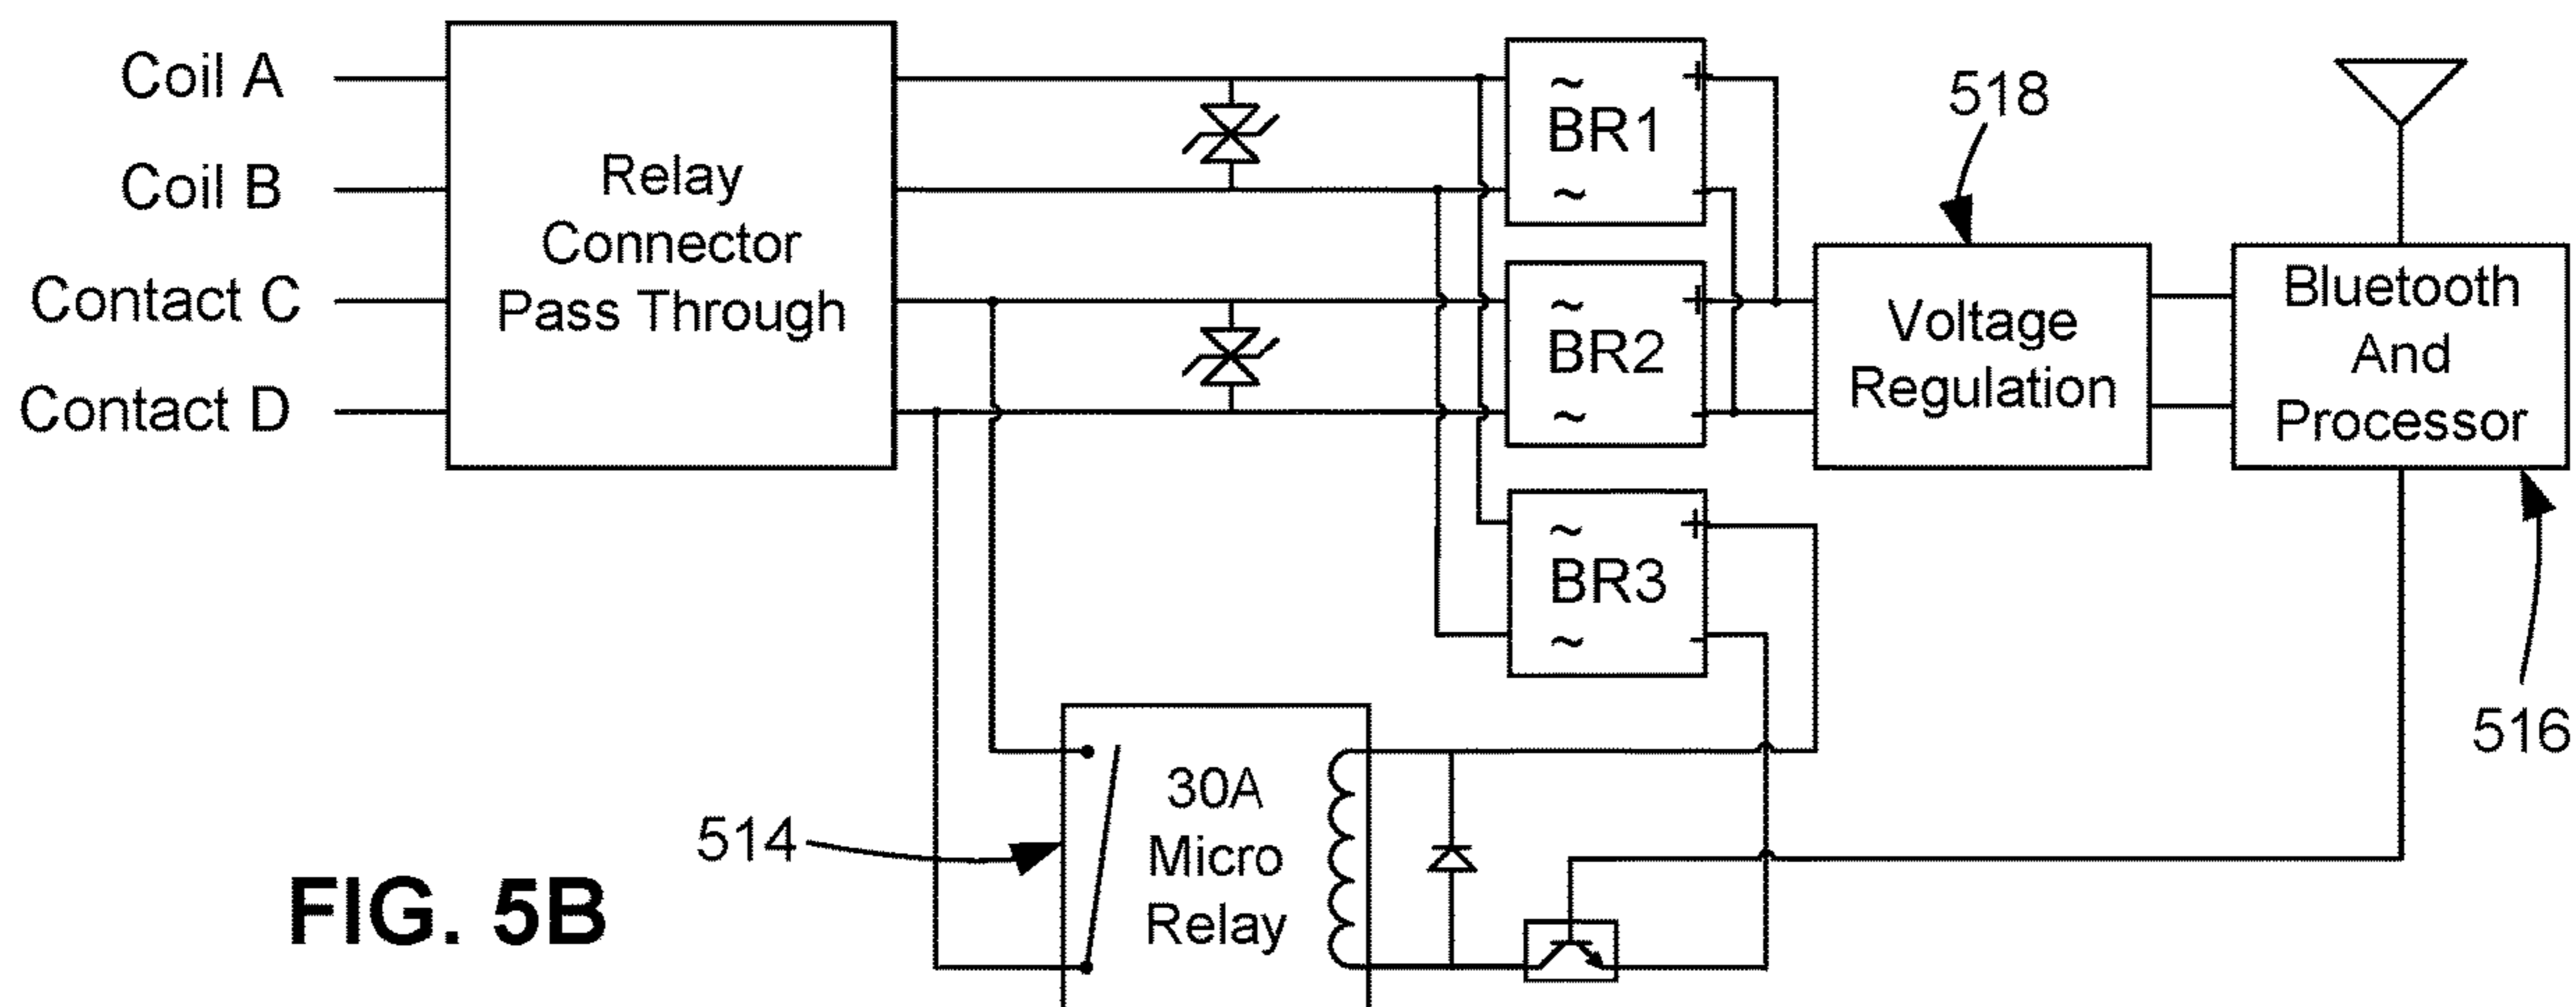 Coil A
Coil B
Contact C
Contact D
Relay
Connector
Pass Through
~
BR1
~
+
-
~
BR2
~
+
-
~
BR3
~
+
-
518
Voltage
Regulation
Bluetooth
And
Processor
516
514
30A
Micro
Relay
FIG. 5B